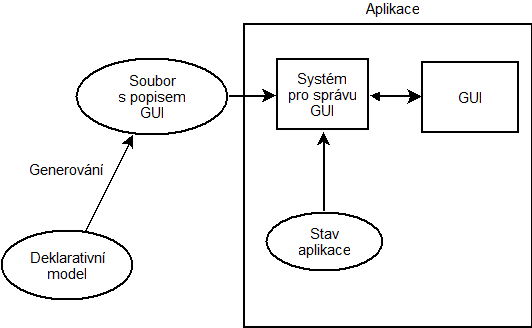 Aplikace
Soubor
s popisem
GUI
Systém
pro správu
GUI
GUI
Generování
Stav
aplikace
Deklarativní
model